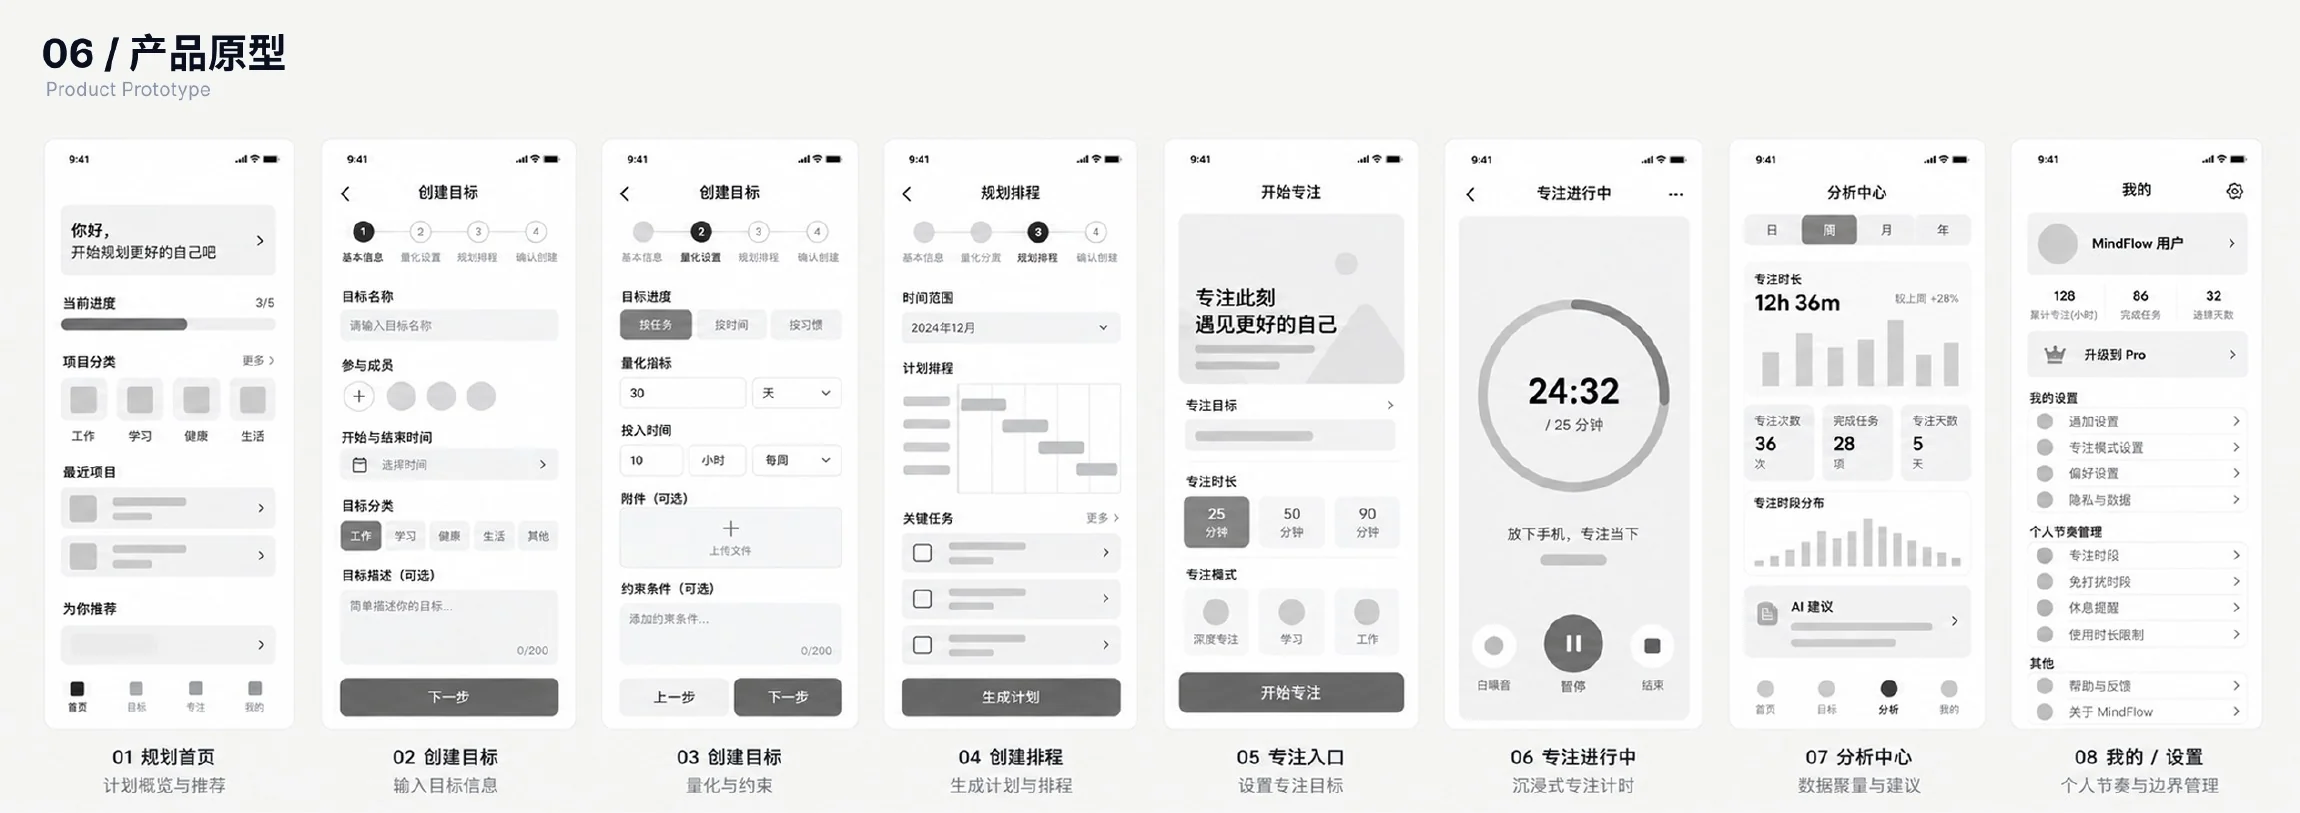 06 / 产品原型
Product Prototype
9:41
你好，
开始规划更好的自己吧
当前进度 3/5
项目分类 更多
工作 学习 健康 生活
最近项目
为你推荐
首页 目标 专注 我的
01 规划首页
计划概览与推荐
9:41
创建目标
1 2 3 4
基本信息 量化设置 规划排程 确认创建
目标名称
请输入目标名称
参与成员
开始与结束时间
选择时间
目标分类
工作 学习 健康 生活 其他
目标描述（可选）
简单描述你的目标...
0/200
下一步
02 创建目标
输入目标信息
9:41
创建目标
2 3 4
基本信息 量化设置 规划排程 确认创建
目标进度
按任务 按时间 按习惯
量化指标
30 天
投入时间
10 小时 每周
附件（可选）
上传文件
约束条件（可选）
添加约束条件...
0/200
上一步 下一步
03 创建目标
量化与约束
9:41
规划排程
3 4
基本信息 规划排程 确认创建
时间范围
2024年12月
计划排程
关键任务 更多
生成计划
04 创建排程
生成计划与排程
9:41
开始专注
专注此刻
遇见更好的自己
专注目标
专注时长
25 50 90
分钟 分钟 分钟
专注模式
深度专注 学习 工作
开始专注
05 专注入口
设置专注目标
9:41
专注进行中
24:32
/ 25 分钟
放下手机，专注当下
白噪音 暂停 结束
06 专注进行中
沉浸式专注计时
9:41
分析中心
日 周 月 年
专注时长
12h 36m 较上周 +28%
专注次数 完成任务 专注天数
36 28 5
次 项 天
专注时段分布
AI 建议
首页 目标 分析 我的
07 分析中心
数据聚量与建议
9:41
我的
MindFlow 用户
128 86 32
累计专注(小时) 完成任务 天数
升级到 Pro
我的设置
通加设置
专注模式设置
偏好设置
隐私与数据
个人节奏管理
专注时段
免打扰时段
休息提醒
使用时长限制
其他
帮助与反馈
关于 MindFlow
08 我的 / 设置
个人节奏与边界管理